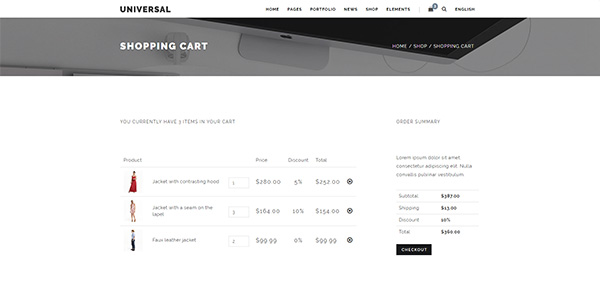 UNIVERSAL
HOME PAGES PORTFOLIO NEWS SHOP ELEMENTS ENGLISH
SHOPPING CART
HOME / SHOP / SHOPPING CART
YOU CURRENTLY HAVE 3 ITEMS IN YOUR CART
Product Price Discount Total
Jacket with contrasting hood 1 $280.00 5% $252.00
Jacket with a seam on the
lapel 3 $164.00 10% $154.00
Faux leather jacket 2 $99.99 0% $99.99
ORDER SUMMARY
Lorem ipsum dolor sit amet,
consectetur adipiscing elit. Nulla
convallis pulvinar vestibulum.
Subtotal $387.00
Shipping $13.00
Discount 10%
Total $360.00
CHECKOUT